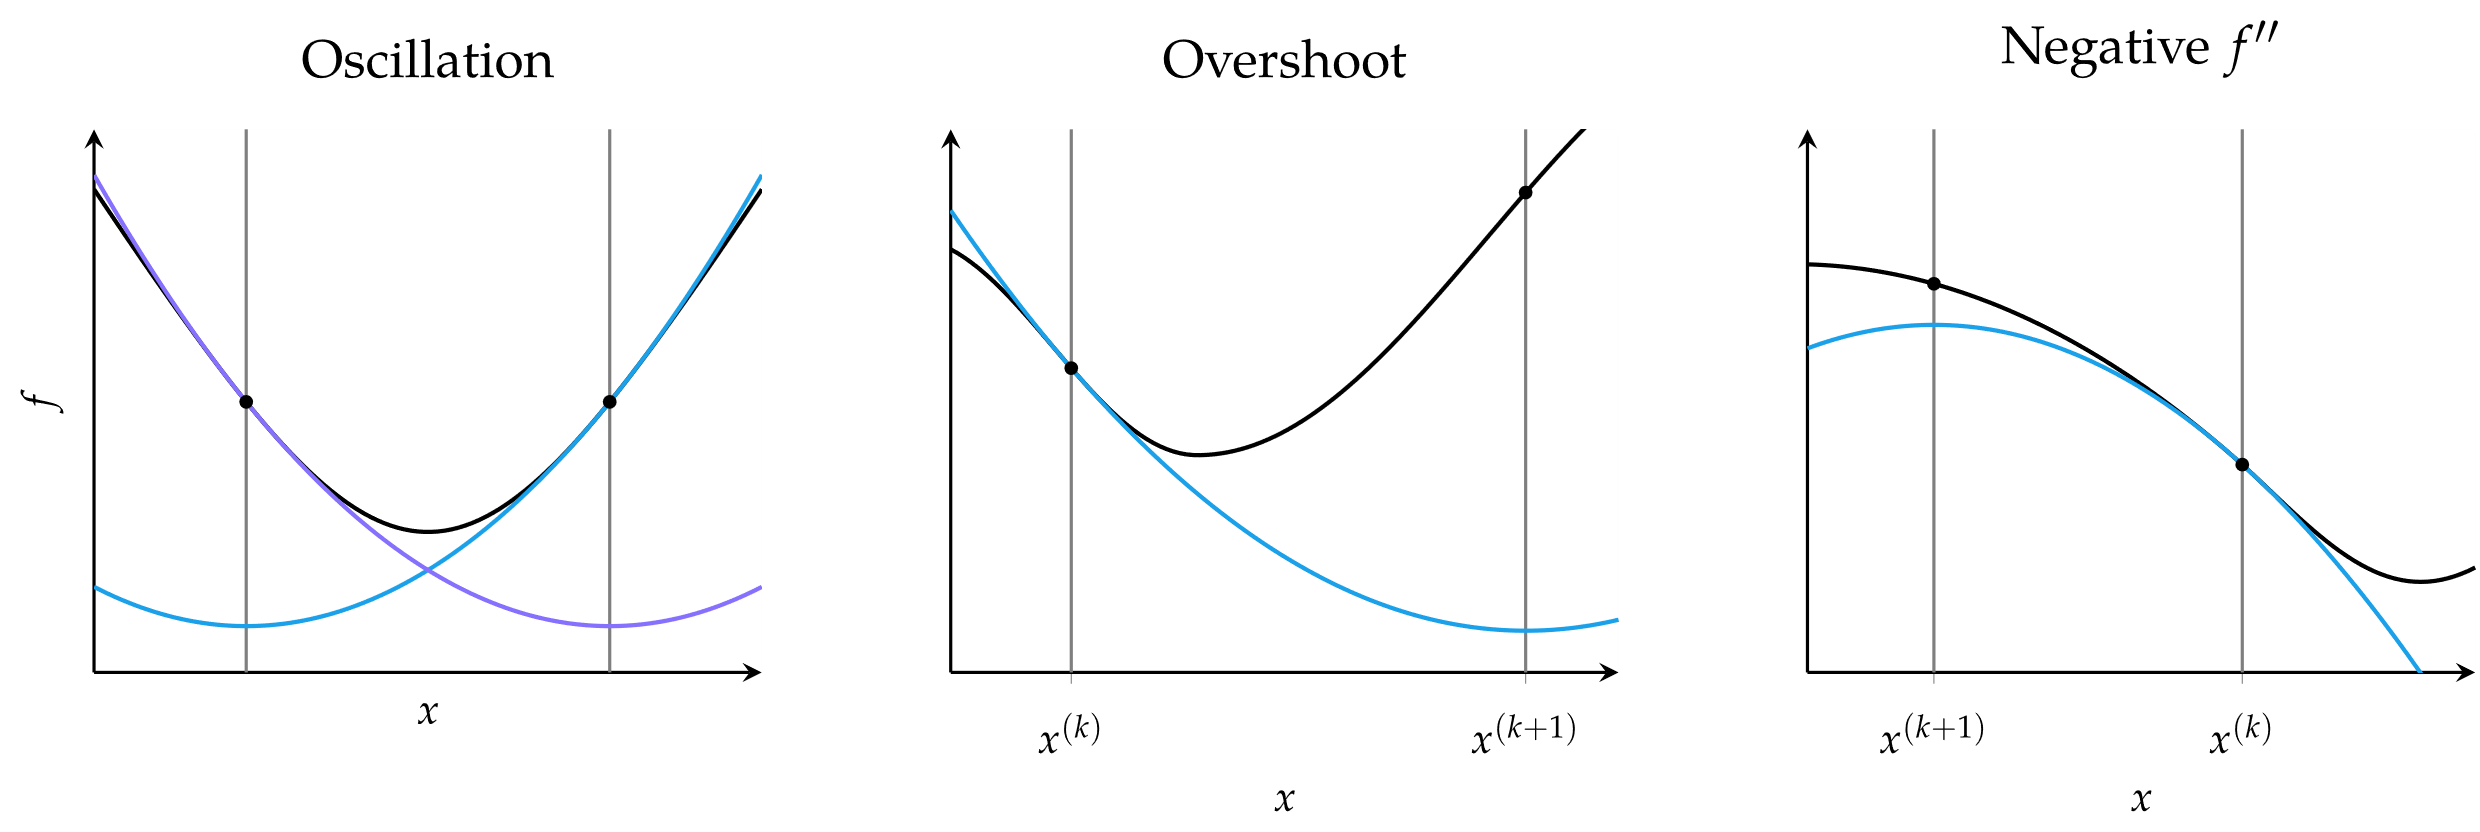 Oscillation
f
x
Overshoot
x^(k) x^(k+1)
x
Negative f″
x^(k+1) x^(k)
x